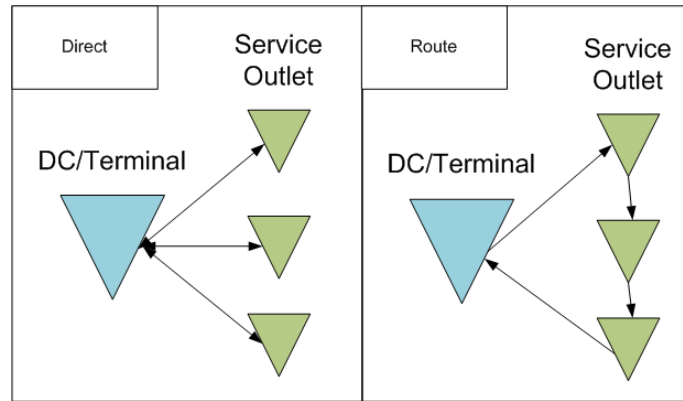 Direct
Service
Outlet
DC/Terminal
Route
Service
Outlet
DC/Terminal